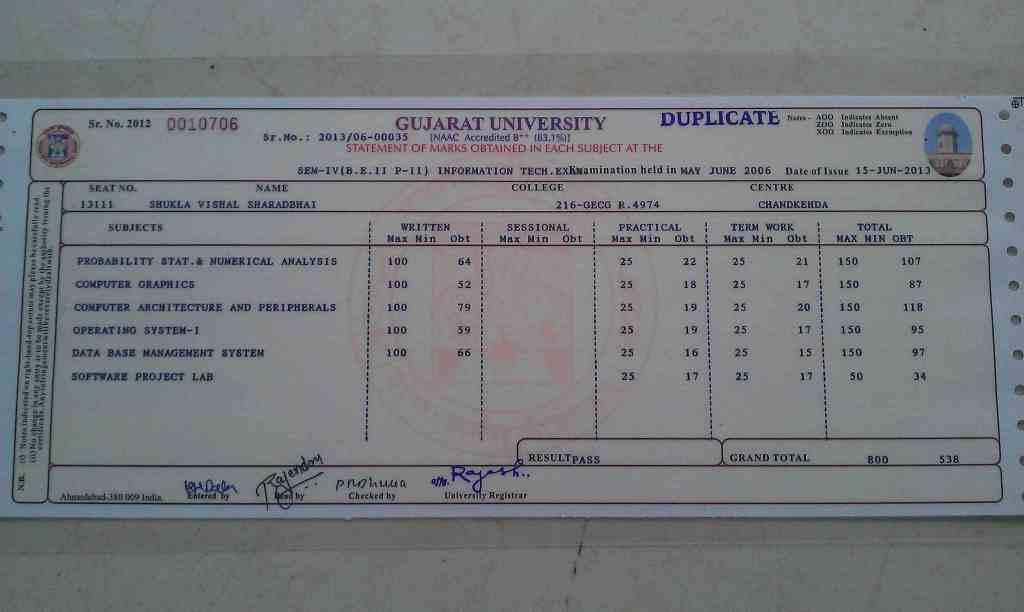 Sr. No. 2012 0010706
GUJARAT UNIVERSITY
DUPLICATE
Notes - AOO Indicates Absent
ZOO Indicates Zero
XOO Indicates Exemption
Sr.No.: 2013/06-00035
(NAAC Accredited B++ (83.1%))
STATEMENT OF MARKS OBTAINED IN EACH SUBJECT AT THE
SEM-IV(B.E.II P-II) INFORMATION TECH.EXAM Examination held in MAY JUNE 2006 Date of Issue 15-JUN-2013
SEAT NO. NAME COLLEGE CENTRE
13111 SHUKLA VISHAL SHARADBHAI 216-GECG R.4974 CHANDKEHDA
SUBJECTS WRITTEN SESSIONAL PRACTICAL TERM WORK TOTAL
Max Min Obt Max Min Obt Max Min Obt Max Min Obt MAX MIN OBT
PROBABILITY STAT.& NUMERICAL ANALYSIS 100 64 25 22 25 21 150 107
COMPUTER GRAPHICS 100 52 25 18 25 17 150 87
COMPUTER ARCHITECTURE AND PERIPHERALS 100 79 25 19 25 20 150 118
OPERATING SYSTEM-I 100 59 25 19 25 17 150 95
DATA BASE MANAGEMENT SYSTEM 100 66 25 16 25 15 150 97
SOFTWARE PROJECT LAB 25 17 25 17 50 34
RESULT PASS GRAND TOTAL 800 538
Rajendra
Rajesh
Ahmedabad-380 009 India. Entered by Read by Checked by University Registrar
N.B. (i) Notes indicated on right-hand-top corner may please be carefully read.
(ii) No change in any entry is to be made except by the authority issuing the
certificate. Any infringement will be severely dealt with.